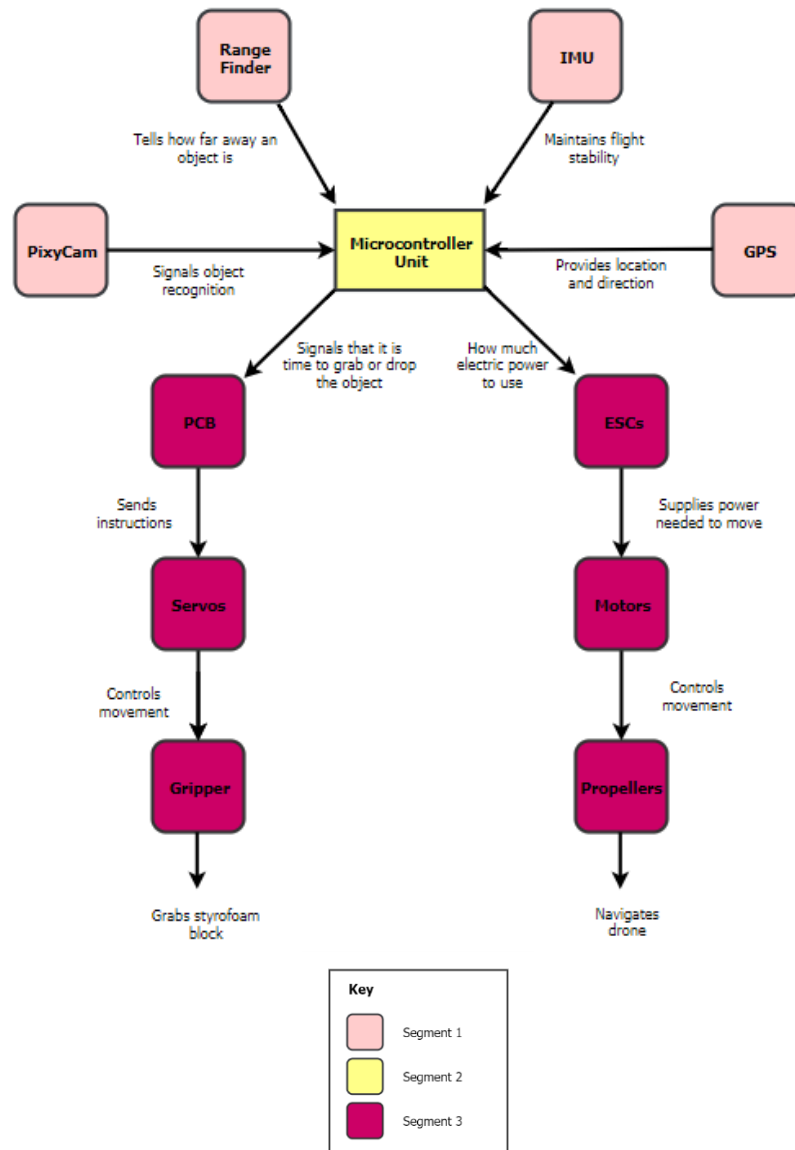 Range
Finder
IMU
Tells how far away an
object is
Maintains flight
stability
PixyCam
Microcontroller
Unit
GPS
Signals object
recognition
Provides location
and direction
Signals that it is
time to grab or drop
the object
How much
electric power
to use
PCB
ESCs
Sends
instructions
Supplies power
needed to move
Servos
Motors
Controls
movement
Controls
movement
Gripper
Propellers
Grabs styrofoam
block
Navigates
drone
Key
Segment 1
Segment 2
Segment 3